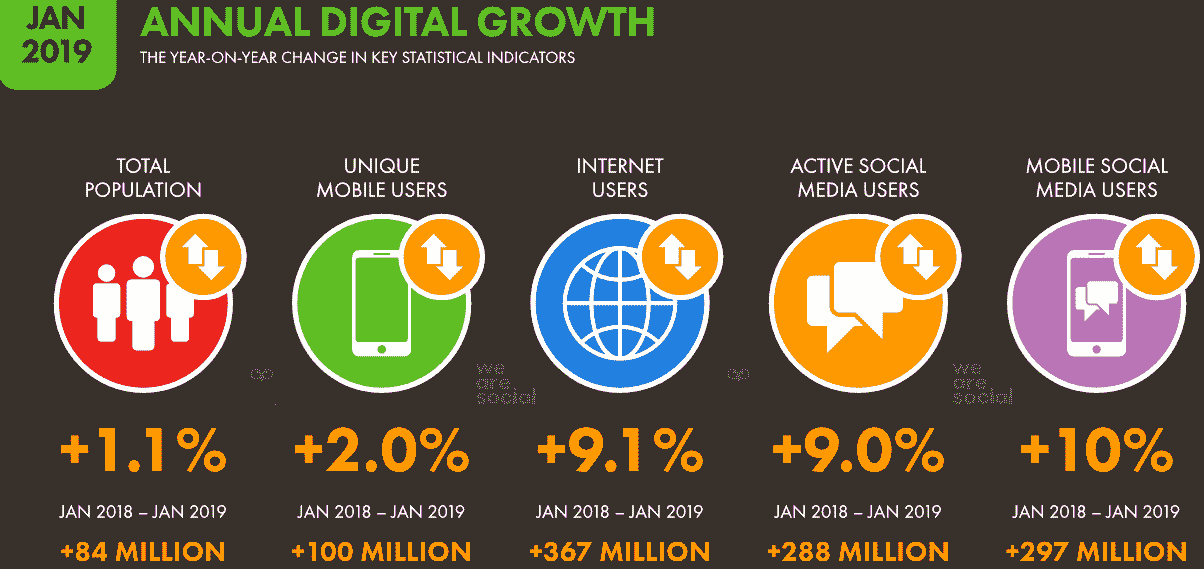 JAN
2019
ANNUAL DIGITAL GROWTH
THE YEAR-ON-YEAR CHANGE IN KEY STATISTICAL INDICATORS
TOTAL
POPULATION
UNIQUE
MOBILE USERS
INTERNET
USERS
ACTIVE SOCIAL
MEDIA USERS
MOBILE SOCIAL
MEDIA USERS
we
are
social
we
are
social
+1.1%
+2.0%
+9.1%
+9.0%
+10%
JAN 2018 – JAN 2019
JAN 2018 – JAN 2019
JAN 2018 – JAN 2019
JAN 2018 – JAN 2019
JAN 2018 – JAN 2019
+84 MILLION
+100 MILLION
+367 MILLION
+288 MILLION
+297 MILLION